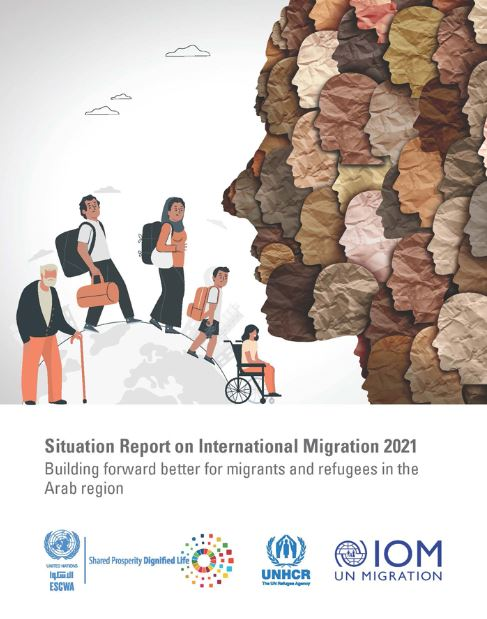 Situation Report on International Migration 2021
Building forward better for migrants and refugees in the
Arab region
UNITED NATIONS
الإسكوا
ESCWA
Shared Prosperity Dignified Life
UNHCR
The UN Refugee Agency
IOM
UN MIGRATION